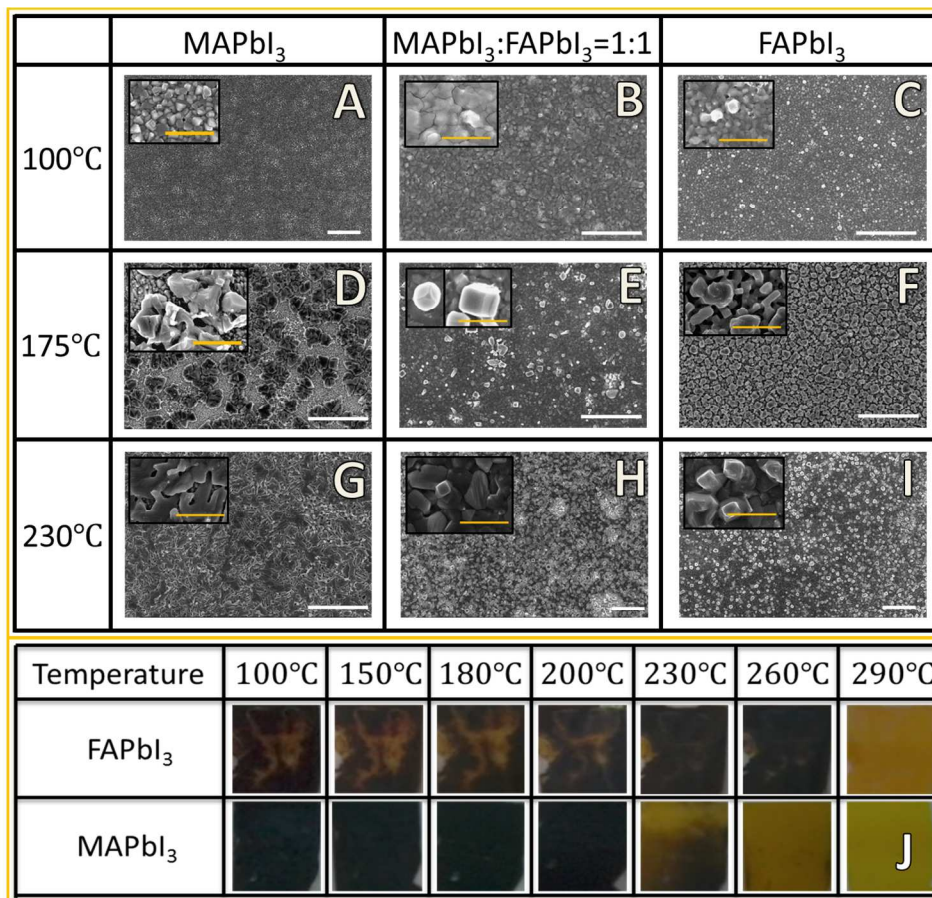 MAPbI₃ MAPbI₃:FAPbI₃=1:1 FAPbI₃
100℃ A B C
175℃ D E F
230℃ G H I
Temperature 100℃ 150℃ 180℃ 200℃ 230℃ 260℃ 290℃
FAPbI₃
MAPbI₃ J